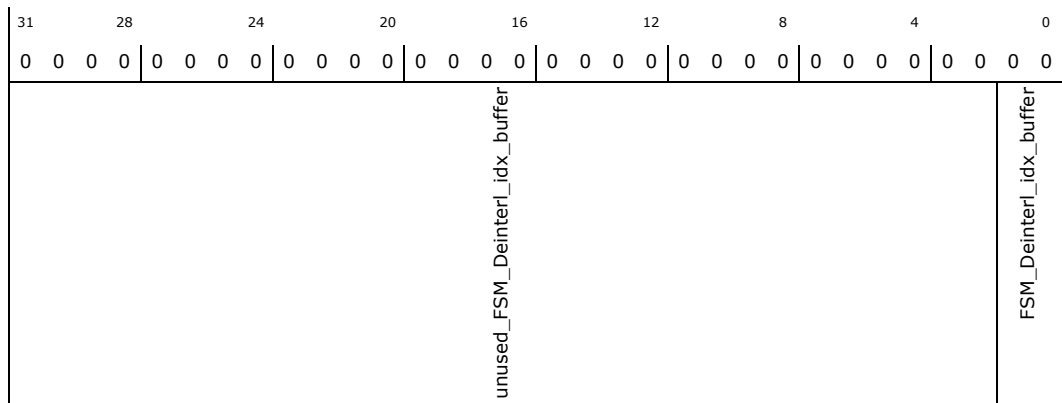 31 28 24 20 16 12 8 4 0
0 0 0 0 0 0 0 0 0 0 0 0 0 0 0 0 0 0 0 0 0 0 0 0 0 0 0 0 0 0 0 0
unused_FSM_Deinterl_idx_buffer
FSM_Deinterl_idx_buffer